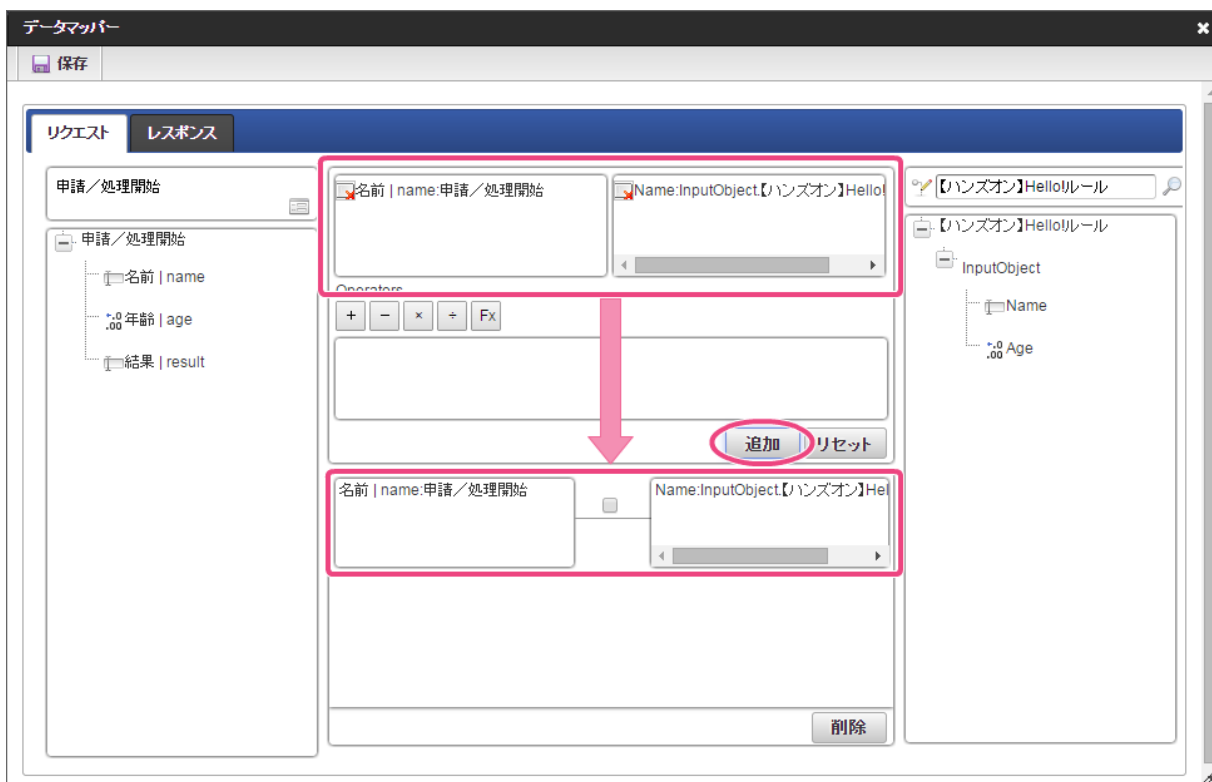 データマッパー
保存
リクエスト レスポンス
申請／処理開始
申請／処理開始
名前 | name
年齢 | age
結果 | result
名前 | name:申請／処理開始
Name:InputObject.【ハンズオン】Hello!
Operators
+ − × ÷ Fx
追加 リセット
名前 | name:申請／処理開始
Name:InputObject.【ハンズオン】Hel
削除
【ハンズオン】Hello!ルール
【ハンズオン】Hello!ルール
InputObject
Name
Age